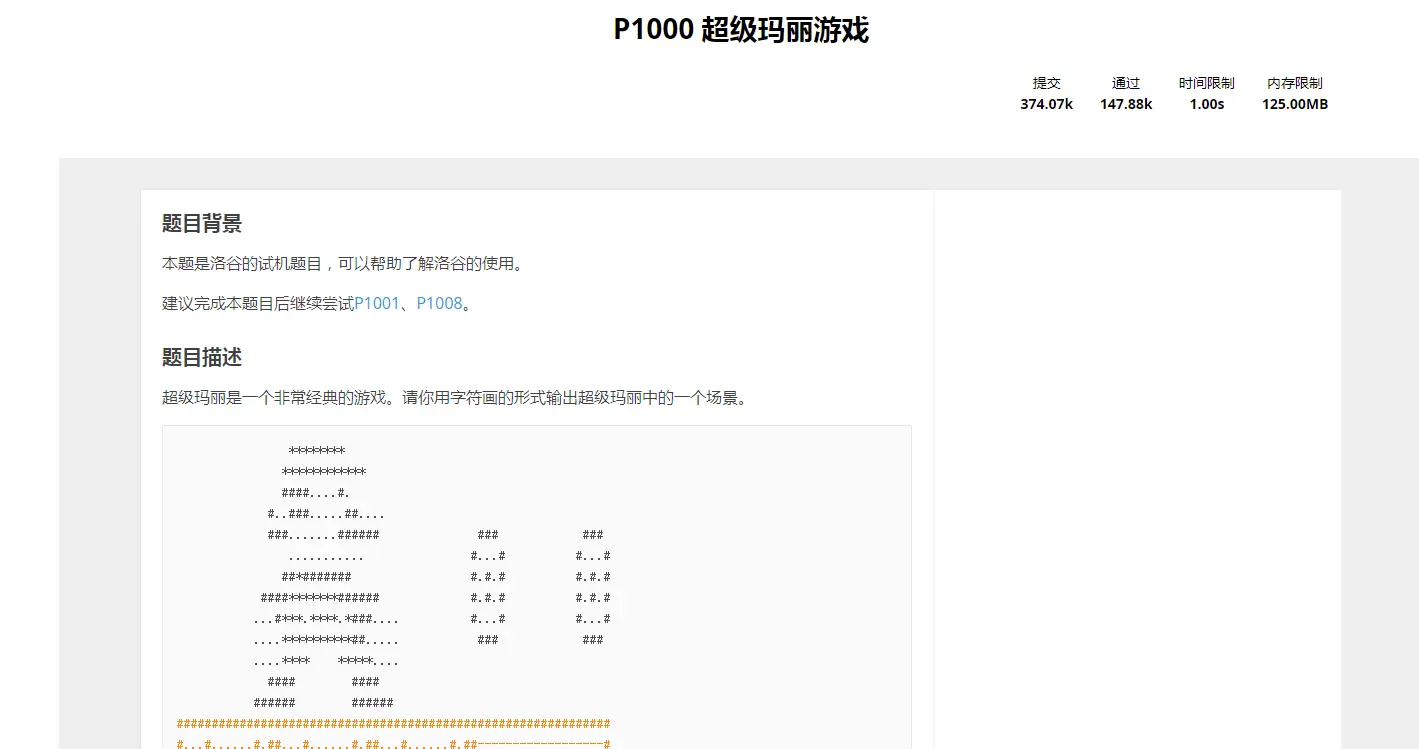 P1000 超级玛丽游戏
提交 通过 时间限制 内存限制
374.07k 147.88k 1.00s 125.00MB
题目背景
本题是洛谷的试机题目，可以帮助了解洛谷的使用。
建议完成本题目后继续尝试P1001、P1008。
题目描述
超级玛丽是一个非常经典的游戏。请你用字符画的形式输出超级玛丽中的一个场景。
                ********
               ************
               ####....#.
             #..###.....##....
             ###.......######              ###            ###
                ...........               #...#          #...#
               ##*#######                 #.#.#          #.#.#
            ####*******######             #.#.#          #.#.#
           ...#***.****.*###....          #...#          #...#
           ....**********##.....           ###            ###
           ....****    *****....
             ####        ####
           ######        ######
##############################################################
#...#......#.##...#......#.##...#......#.##------------------#